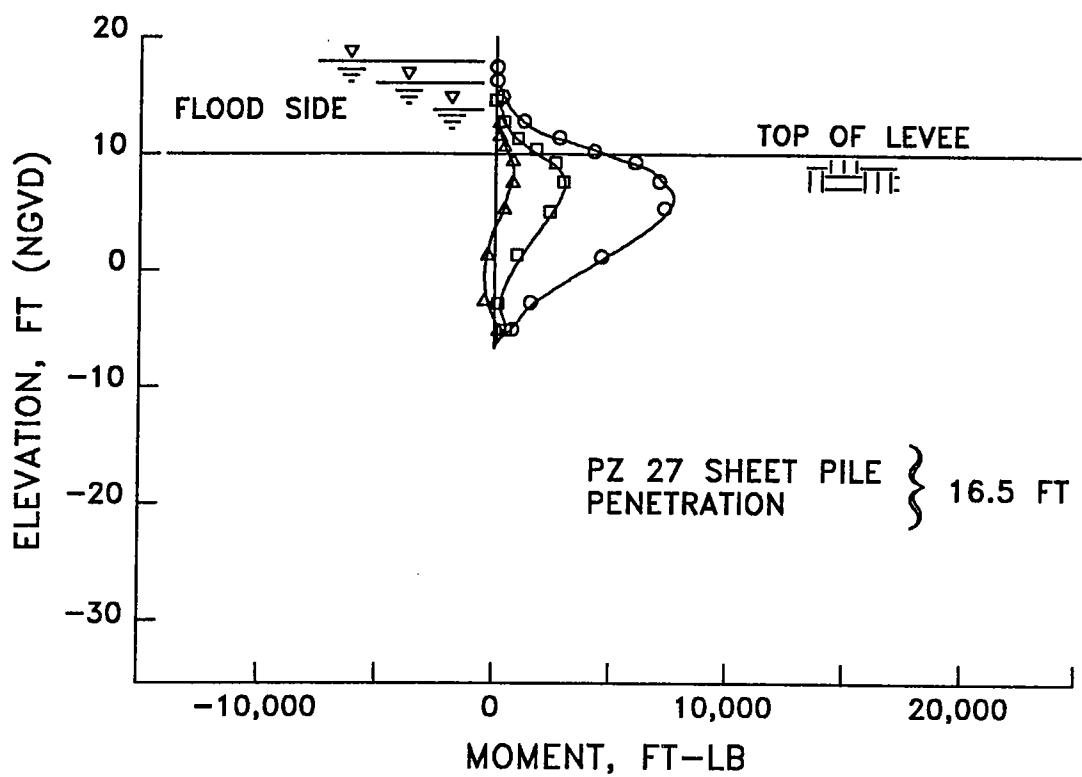 20
10
0
-10
-20
-30
ELEVATION, FT (NGVD)
FLOOD SIDE
TOP OF LEVEE
PZ 27 SHEET PILE
PENETRATION
16.5 FT
-10,000 0 10,000 20,000
MOMENT, FT-LB